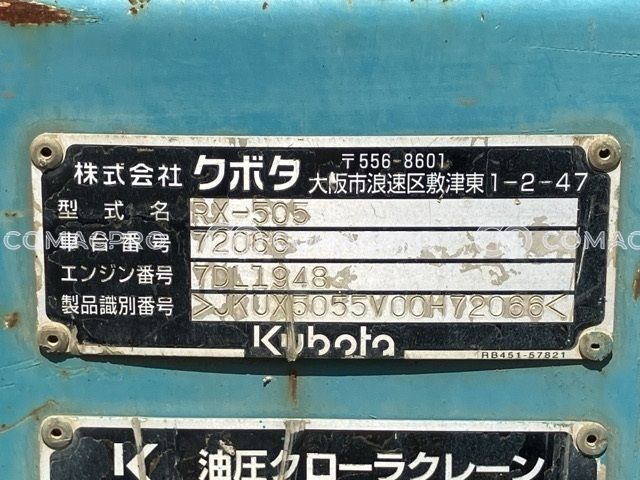 株式会社 クボタ 〒556-8601
大阪市浪速区敷津東1-2-47
型式名 RX-505
車台番号 72066
エンジン番号 7DL1948
製品識別番号 >JKUX5055V00H72066<
Kubota
RB451-57821
K 油圧クローラクレーン
COMACPRO